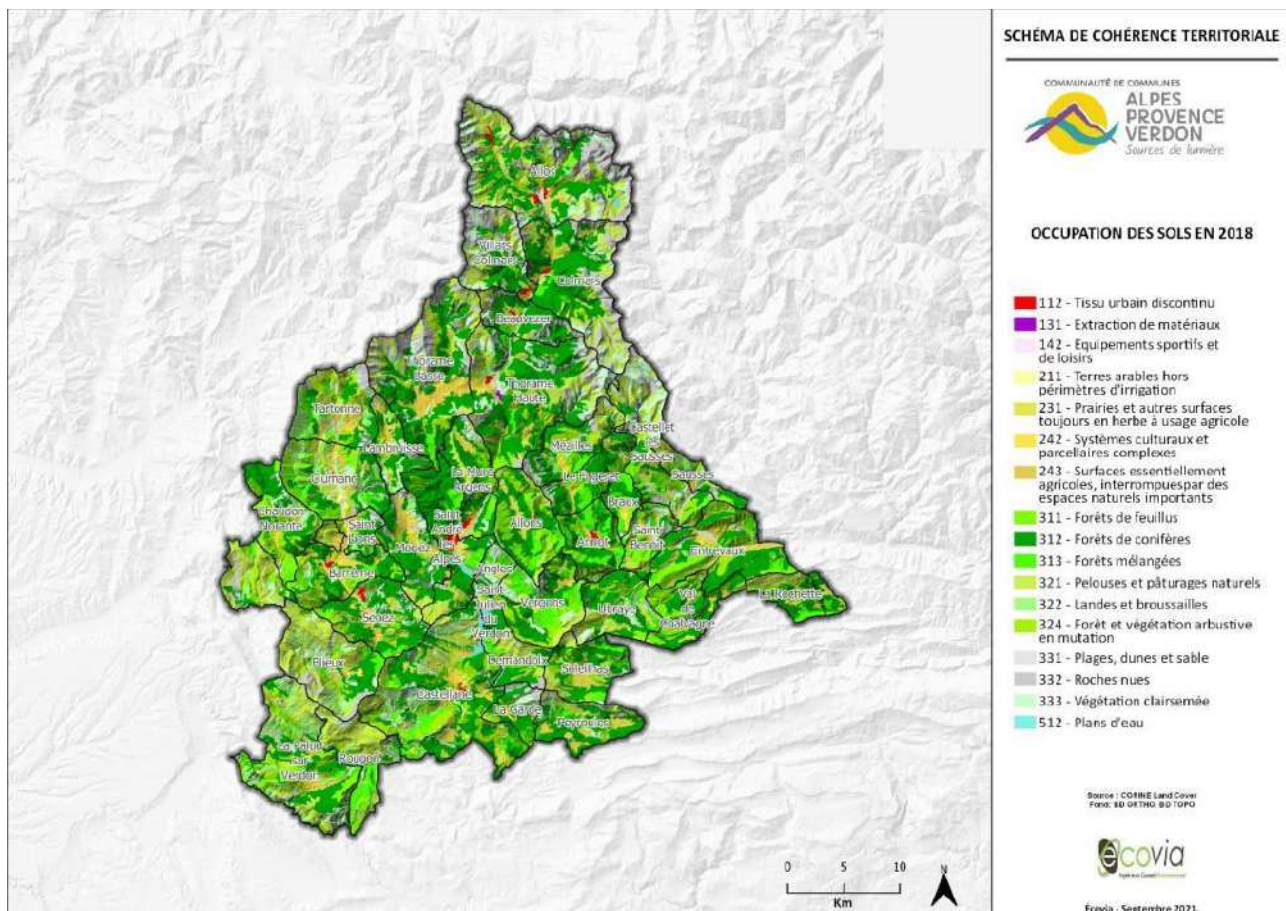 SCHÉMA DE COHÉRENCE TERRITORIALE
COMMUNAUTÉ DE COMMUNES
ALPES
PROVENCE
VERDON
Sources de lumière
OCCUPATION DES SOLS EN 2018
112 - Tissu urbain discontinu
131 - Extraction de matériaux
142 - Equipements sportifs et
de loisirs
211 - Terres arables hors
périmètres d'irrigation
231 - Prairies et autres surfaces
toujours en herbe à usage agricole
242 - Systèmes culturaux et
parcellaires complexes
243 - Surfaces essentiellement
agricoles, interrompuespar des
espaces naturels importants
311 - Forêts de feuillus
312 - Forêts de conifères
313 - Forêts mélangées
321 - Pelouses et pâturages naturels
322 - Landes et broussailles
324 - Forêt et végétation arbustive
en mutation
331 - Plages, dunes et sable
332 - Roches nues
333 - Végétation clairsemée
512 - Plans d'eau
Source : CORINE Land Cover
Fond: BD ORTHO, BD TOPO
écovia
Écovia - Septembre 2021.
Allos
Villars
Colmars
Colmars
Beauvezer
Thorame
Basse
Thorame
Haute
Tartonne
Lambruisse
Méailles
Castellet
lès
Sausses
Sausses
La Mure
Argens
Le Fugeret
Clumanc
Braux
Chaudon
Norante
Saint
Lions
Saint
André
les
Alpes
Allons
Annot
Saint
Benoit
Entrevaux
Moriez
Barrême
Angles
La Rochette
Senez
Saint
Julien
du
Verdon
Vergons
Ubraye
Val
de
Chalvagne
Blieux
Demandolx
Soleilhas
Castellane
La Garde
Peyroules
La Palud
sur
Verdon
Rougon
0 5 10
Km
N